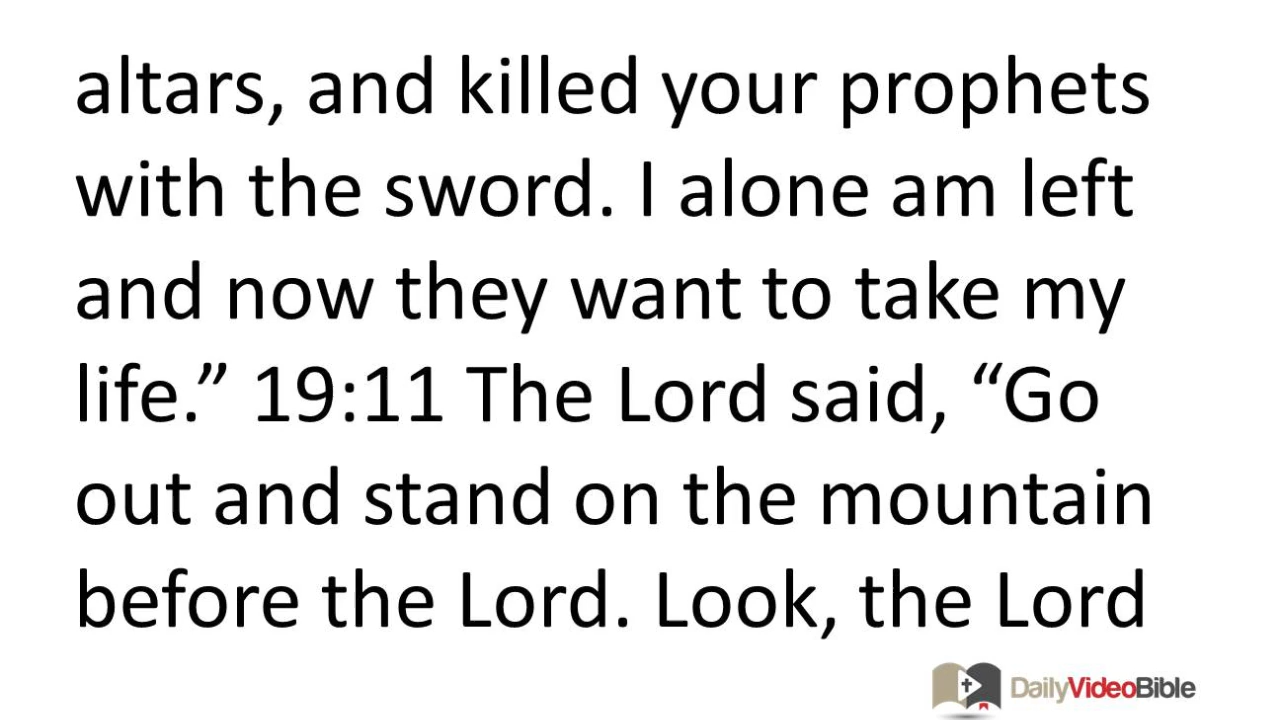 altars, and killed your prophets
with the sword. I alone am left
and now they want to take my
life.” 19:11 The Lord said, “Go
out and stand on the mountain
before the Lord. Look, the Lord
DailyVideoBible